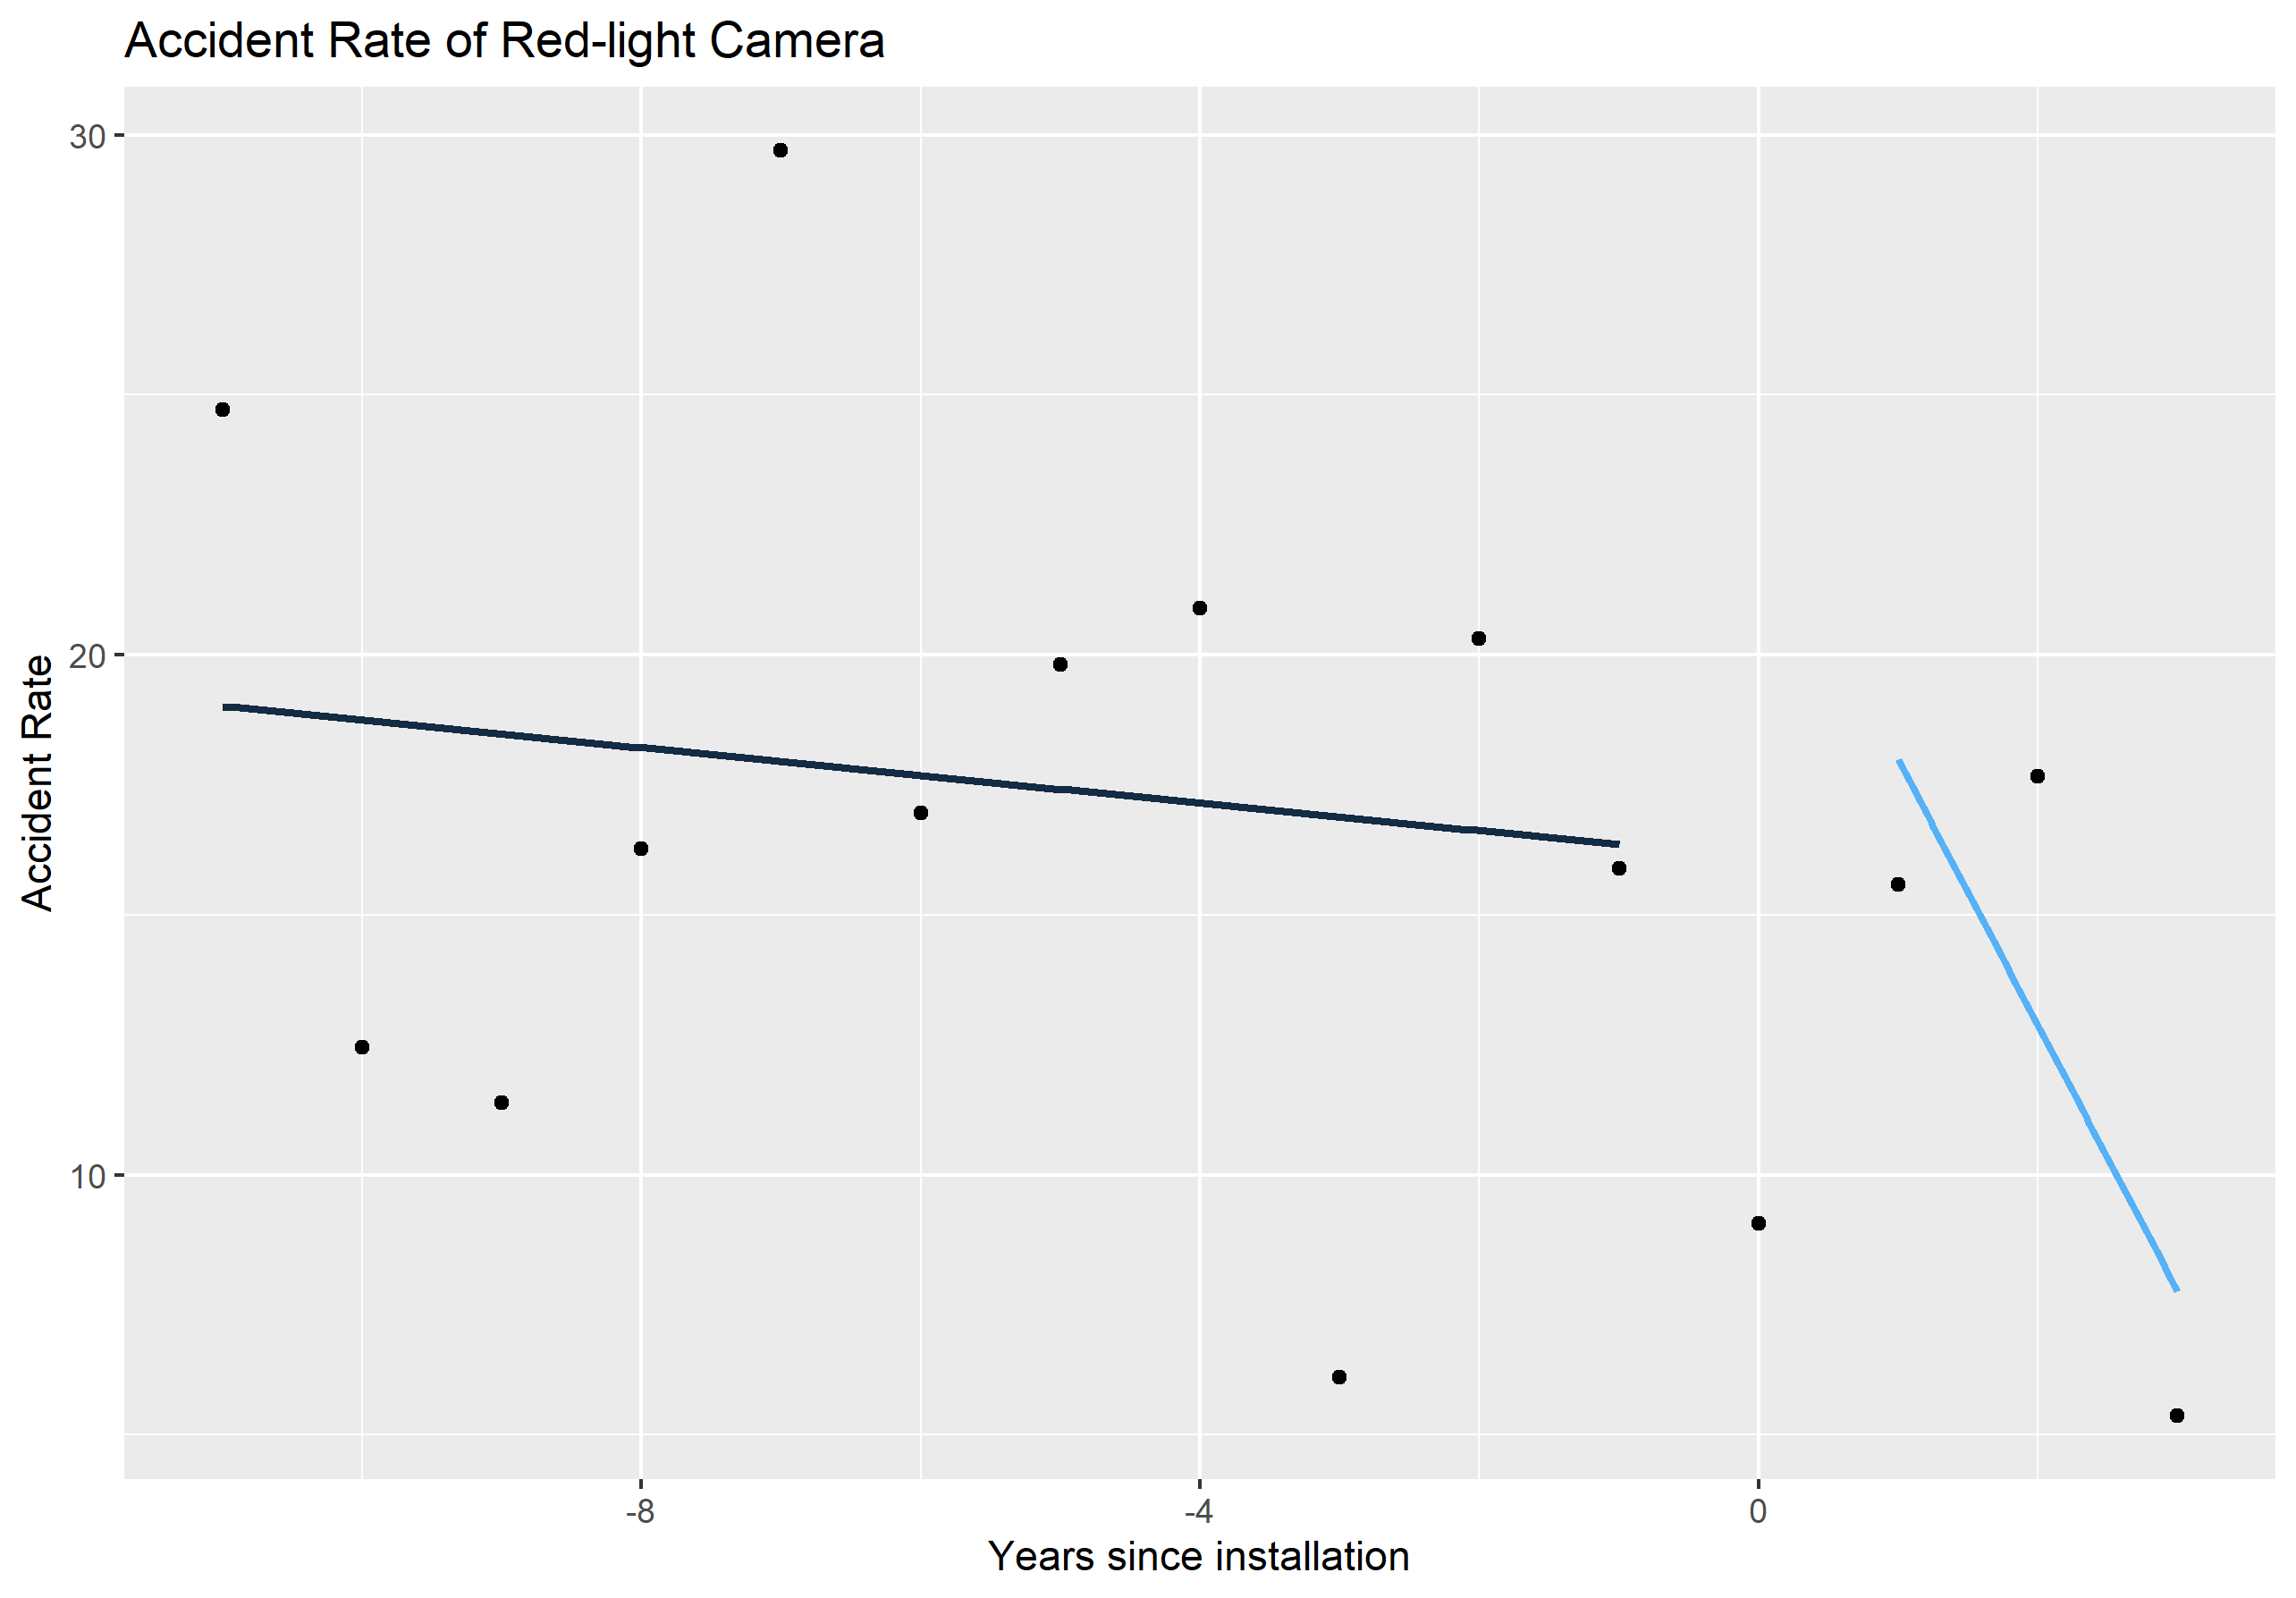 Accident Rate of Red-light Camera
30
20
10
Accident Rate
-8
-4
0
Years since installation